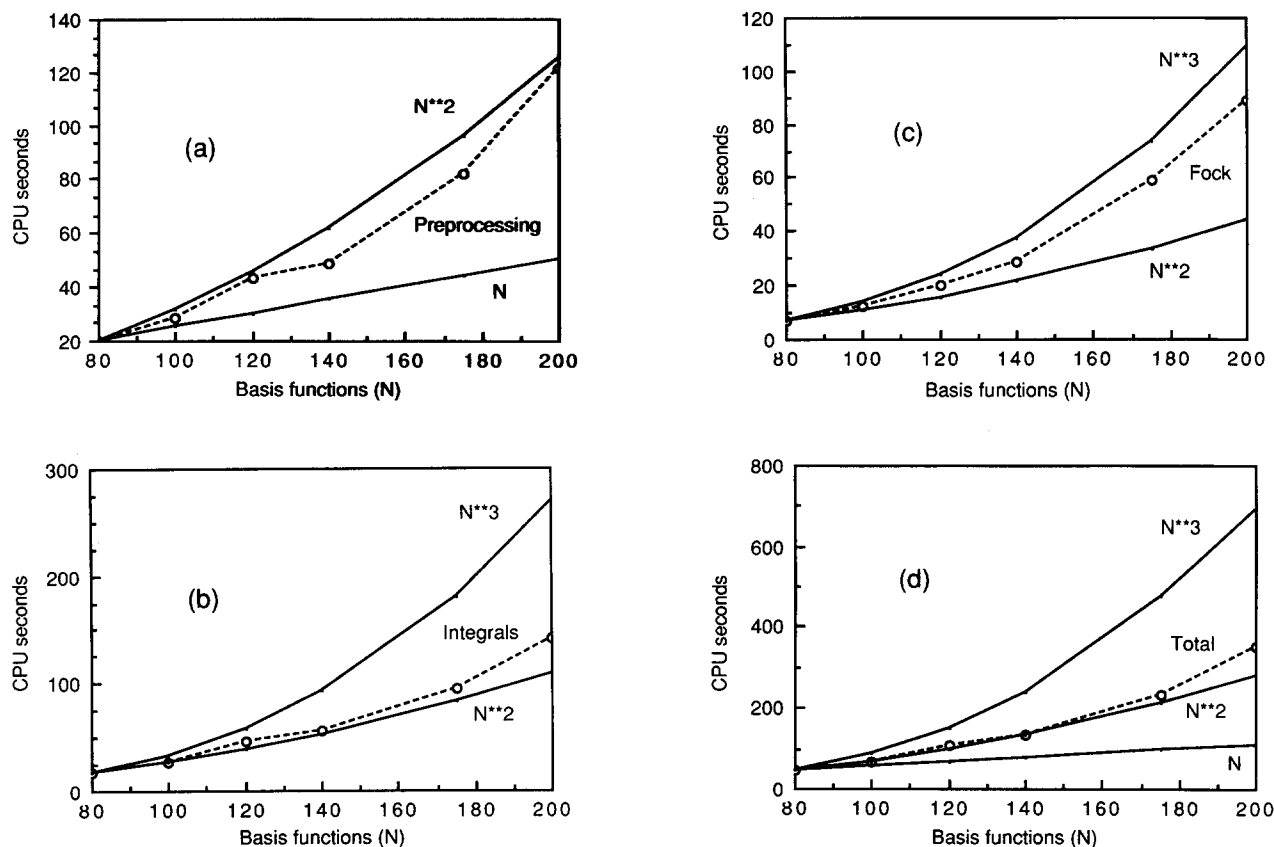 140
120
100
80
60
40
20
CPU seconds
(a)
N**2
Preprocessing
N
80 100 120 140 160 180 200
Basis functions (N)
120
100
80
60
40
20
0
CPU seconds
(c)
N**3
Fock
N**2
80 100 120 140 160 180 200
Basis functions (N)
300
200
100
0
CPU seconds
(b)
N**3
Integrals
N**2
80 100 120 140 160 180 200
Basis functions (N)
800
600
400
200
0
CPU seconds
(d)
N**3
Total
N**2
N
80 100 120 140 160 180 200
Basis functions (N)